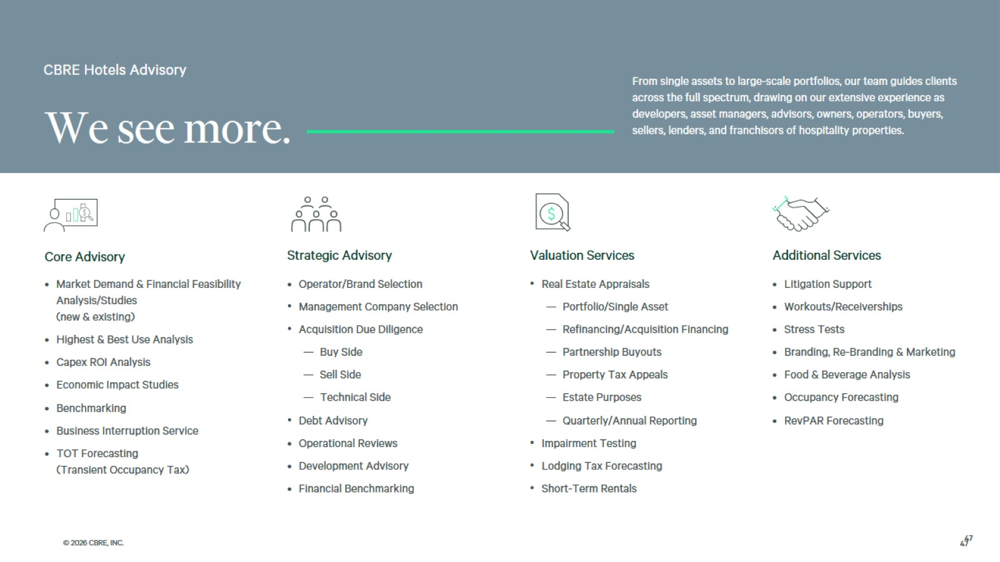 CBRE Hotels Advisory
We see more.
From single assets to large-scale portfolios, our team guides clients
across the full spectrum, drawing on our extensive experience as
developers, asset managers, advisors, owners, operators, buyers,
sellers, lenders, and franchisors of hospitality properties.
$
Core Advisory
• Market Demand & Financial Feasibility
Analysis/Studies
(new & existing)
• Highest & Best Use Analysis
• Capex ROI Analysis
• Economic Impact Studies
• Benchmarking
• Business Interruption Service
• TOT Forecasting
(Transient Occupancy Tax)
Strategic Advisory
• Operator/Brand Selection
• Management Company Selection
• Acquisition Due Diligence
— Buy Side
— Sell Side
— Technical Side
• Debt Advisory
• Operational Reviews
• Development Advisory
• Financial Benchmarking
$
Valuation Services
• Real Estate Appraisals
— Portfolio/Single Asset
— Refinancing/Acquisition Financing
— Partnership Buyouts
— Property Tax Appeals
— Estate Purposes
— Quarterly/Annual Reporting
• Impairment Testing
• Lodging Tax Forecasting
• Short-Term Rentals
Additional Services
• Litigation Support
• Workouts/Receiverships
• Stress Tests
• Branding, Re-Branding & Marketing
• Food & Beverage Analysis
• Occupancy Forecasting
• RevPAR Forecasting
© 2026 CBRE, INC.
47
47